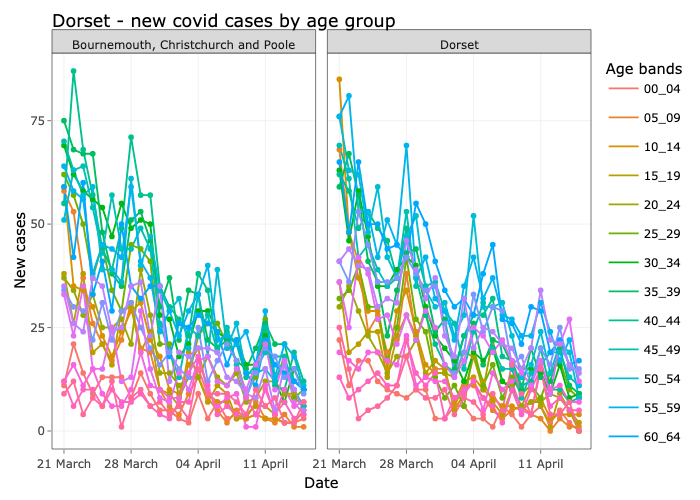 Dorset - new covid cases by age group
Bournemouth, Christchurch and Poole
Dorset
New cases
75
50
25
0
21 March
28 March
04 April
11 April
21 March
28 March
04 April
11 April
Date
Age bands
00_04
05_09
10_14
15_19
20_24
25_29
30_34
35_39
40_44
45_49
50_54
55_59
60_64